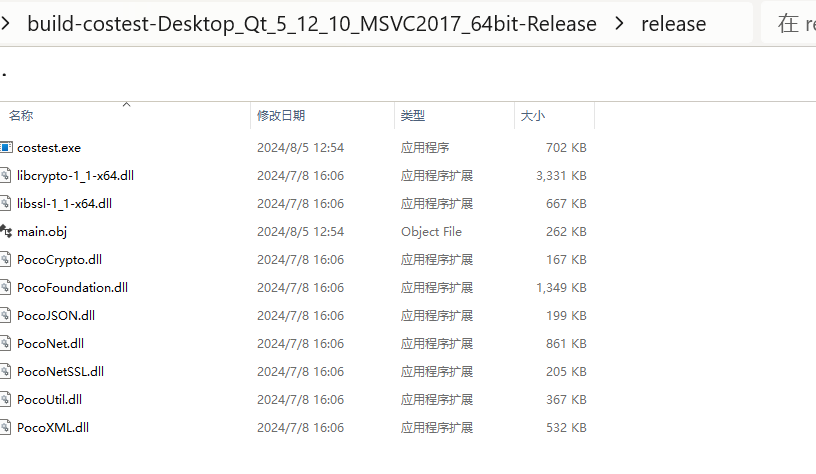 build-costest-Desktop_Qt_5_12_10_MSVC2017_64bit-Release > release 在 re
名称 修改日期 类型 大小
costest.exe 2024/8/5 12:54 应用程序 702 KB
libcrypto-1_1-x64.dll 2024/7/8 16:06 应用程序扩展 3,331 KB
libssl-1_1-x64.dll 2024/7/8 16:06 应用程序扩展 667 KB
main.obj 2024/8/5 12:54 Object File 262 KB
PocoCrypto.dll 2024/7/8 16:06 应用程序扩展 167 KB
PocoFoundation.dll 2024/7/8 16:06 应用程序扩展 1,349 KB
PocoJSON.dll 2024/7/8 16:06 应用程序扩展 199 KB
PocoNet.dll 2024/7/8 16:06 应用程序扩展 861 KB
PocoNetSSL.dll 2024/7/8 16:06 应用程序扩展 205 KB
PocoUtil.dll 2024/7/8 16:06 应用程序扩展 367 KB
PocoXML.dll 2024/7/8 16:06 应用程序扩展 532 KB